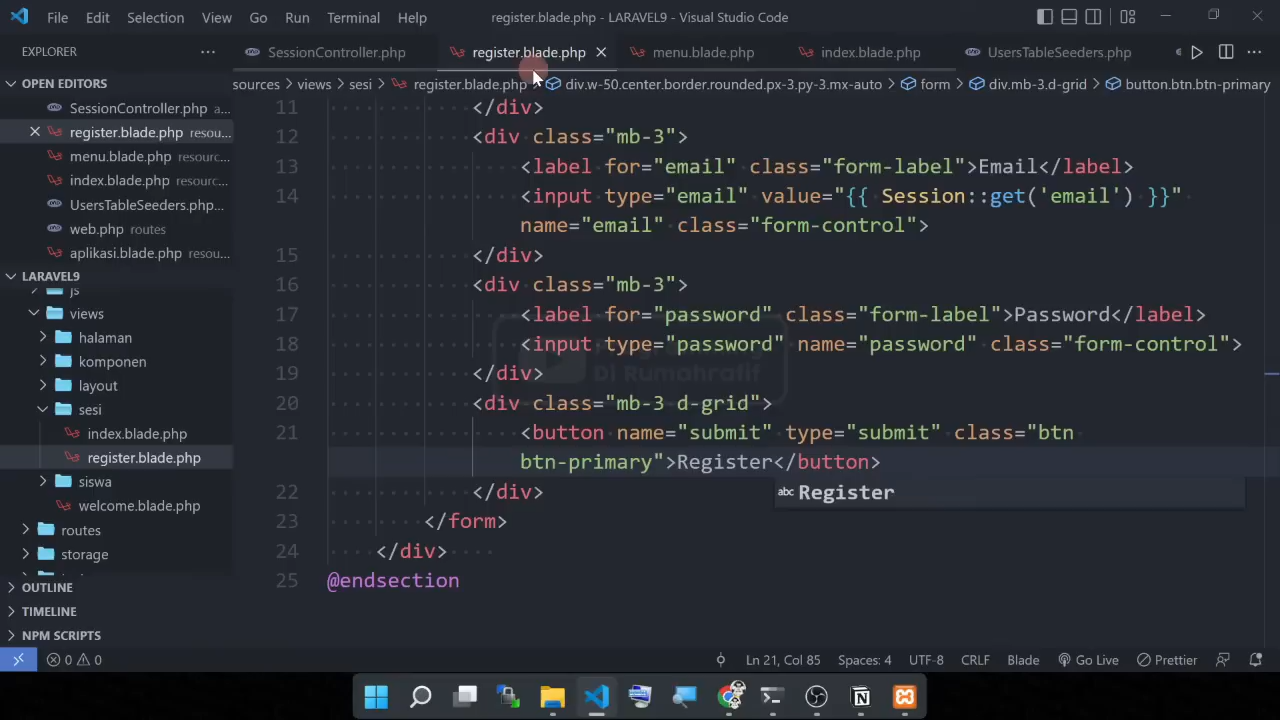 File Edit Selection View Go Run Terminal Help register.blade.php - LARAVEL9 - Visual Studio Code
EXPLORER ··· SessionController.php register.blade.php menu.blade.php index.blade.php UsersTableSeeders.php
sources > views > sesi > register.blade.php > div.w-50.center.border.rounded.px-3.py-3.mx-auto > form > div.mb-3.d-grid > button.btn.btn-primary
OPEN EDITORS
SessionController.php a...
register.blade.php resou...
menu.blade.php resourc...
index.blade.php resourc...
UsersTableSeeders.php...
web.php routes
aplikasi.blade.php resou...
LARAVEL9
js
views
halaman
komponen
layout
sesi
index.blade.php
register.blade.php
siswa
welcome.blade.php
routes
storage
OUTLINE
TIMELINE
NPM SCRIPTS
11 </div>
12 <div class="mb-3">
13 <label for="email" class="form-label">Email</label>
14 <input type="email" value="{{ Session::get('email') }}"
name="email" class="form-control">
15 </div>
16 <div class="mb-3">
17 <label for="password" class="form-label">Password</label>
18 <input type="password" name="password" class="form-control">
19 </div>
20 <div class="mb-3 d-grid">
21 <button name="submit" type="submit" class="btn
btn-primary">Register</button>
abc Register
22 </div>
23 </form>
24 </div>
25 @endsection
Programming
Di Rumahrafif
0 0 Ln 21, Col 85 Spaces: 4 UTF-8 CRLF Blade Go Live Prettier